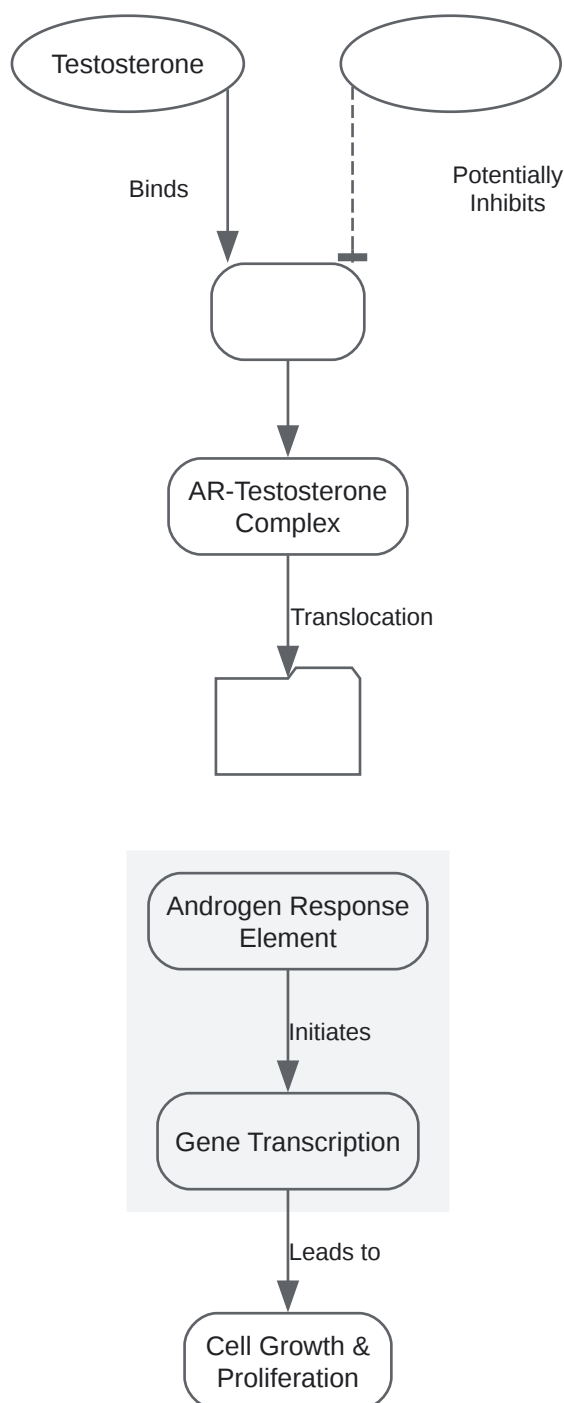 Testosterone
Binds
Potentially
Inhibits
AR-Testosterone
Complex
Translocation
Androgen Response
Element
Initiates
Gene Transcription
Leads to
Cell Growth &
Proliferation